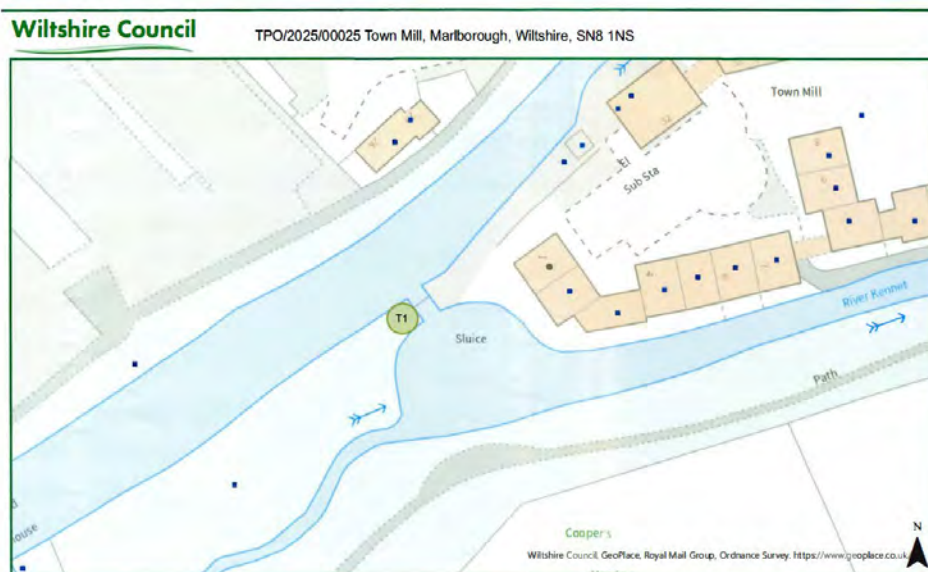 Wiltshire Council
TPO/2025/00025 Town Mill, Marlborough, Wiltshire, SN8 1NS
Town Mill
El
Sub Sta
River Kennet
T1
Sluice
Path
Cooper's
N
Wiltshire Council, GeoPlace, Royal Mail Group, Ordnance Survey. https://www.geoplace.co.uk